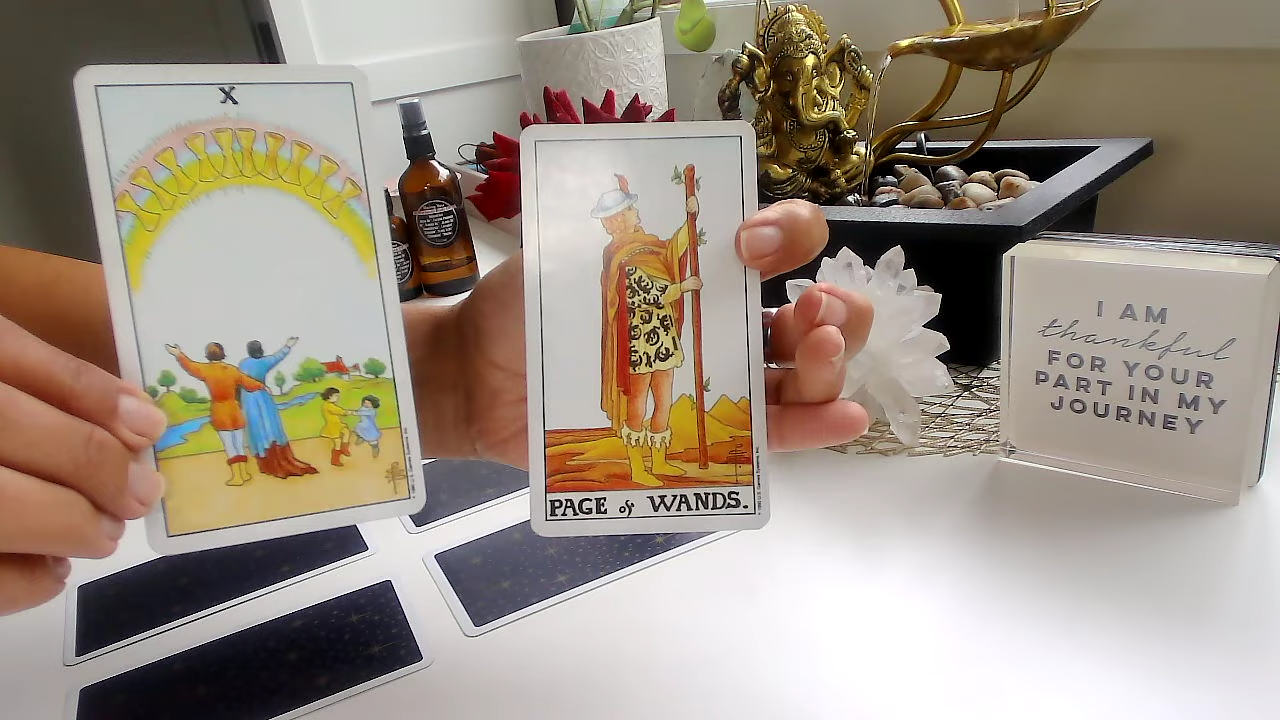 X
PAGE of WANDS.
I AM
thankful
FOR YOUR
PART IN MY
JOURNEY